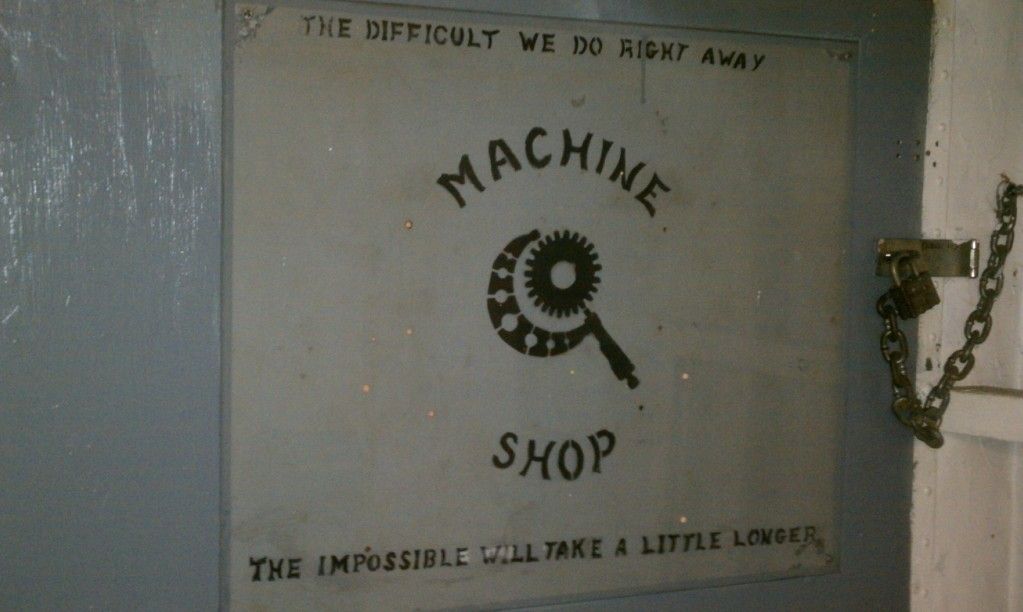 THE DIFFICULT WE DO RIGHT AWAY
MACHINE
SHOP
THE IMPOSSIBLE WILL TAKE A LITTLE LONGER